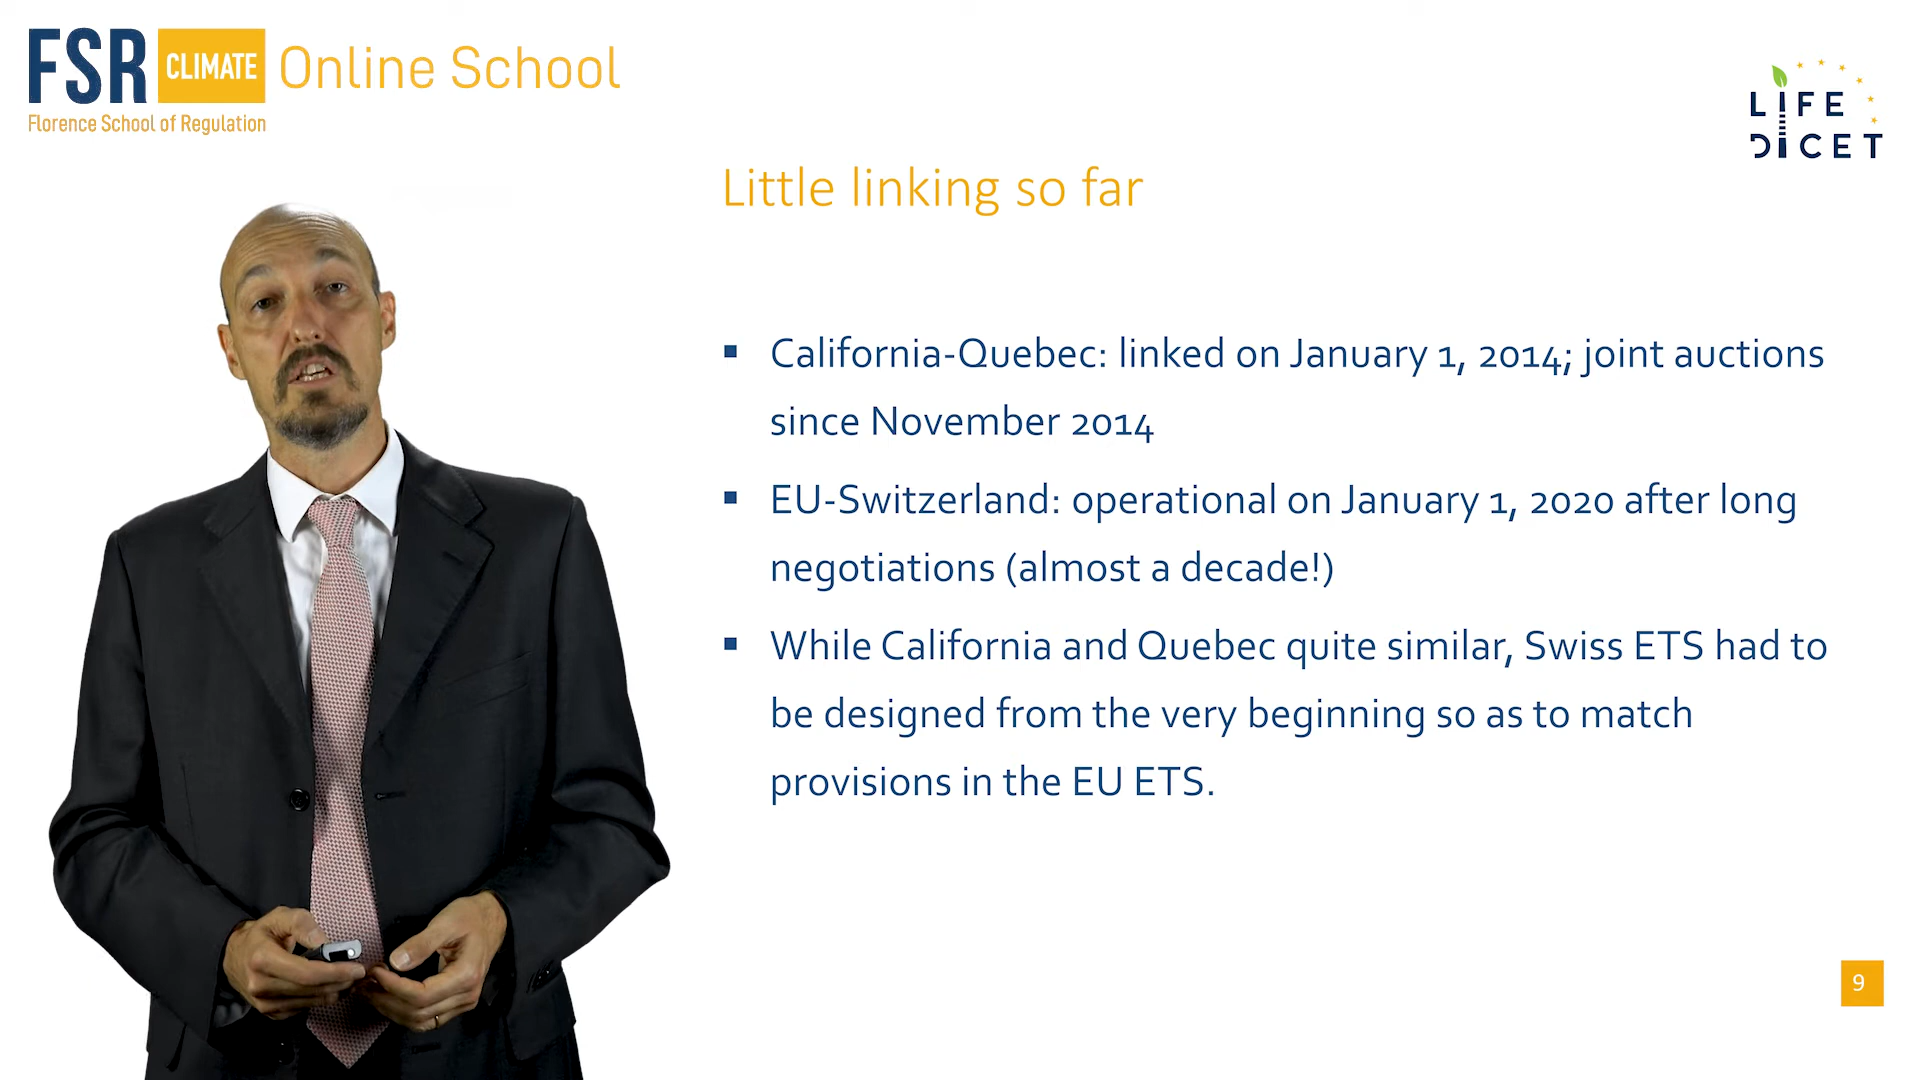 FSR CLIMATE Online School
Florence School of Regulation
LIFE
DICET
Little linking so far
▪ California-Quebec: linked on January 1, 2014; joint auctions
since November 2014
▪ EU-Switzerland: operational on January 1, 2020 after long
negotiations (almost a decade!)
▪ While California and Quebec quite similar, Swiss ETS had to
be designed from the very beginning so as to match
provisions in the EU ETS.
9